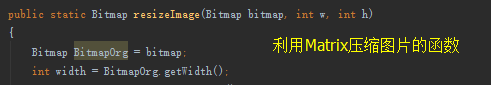 public static Bitmap resizeImage(Bitmap bitmap, int w, int h)
{
Bitmap BitmapOrg = bitmap;
利用Matrix压缩图片的函数
int width = BitmapOrg.getWidth();